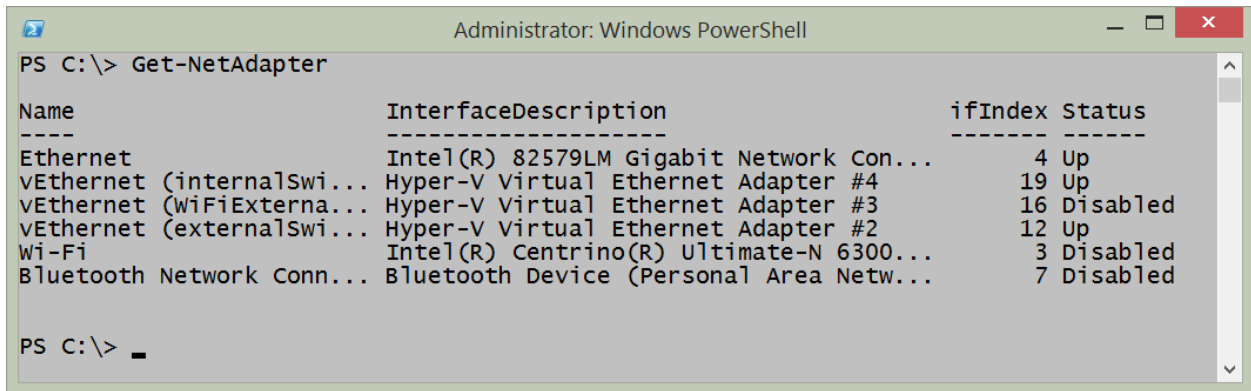 Administrator: Windows PowerShell
PS C:\> Get-NetAdapter
Name InterfaceDescription ifIndex Status
---- -------------------- ------- ------
Ethernet Intel(R) 82579LM Gigabit Network Con... 4 Up
vEthernet (internalSwi... Hyper-V Virtual Ethernet Adapter #4 19 Up
vEthernet (WiFiExterna... Hyper-V Virtual Ethernet Adapter #3 16 Disabled
vEthernet (externalSwi... Hyper-V Virtual Ethernet Adapter #2 12 Up
Wi-Fi Intel(R) Centrino(R) Ultimate-N 6300... 3 Disabled
Bluetooth Network Conn... Bluetooth Device (Personal Area Netw... 7 Disabled
PS C:\> _